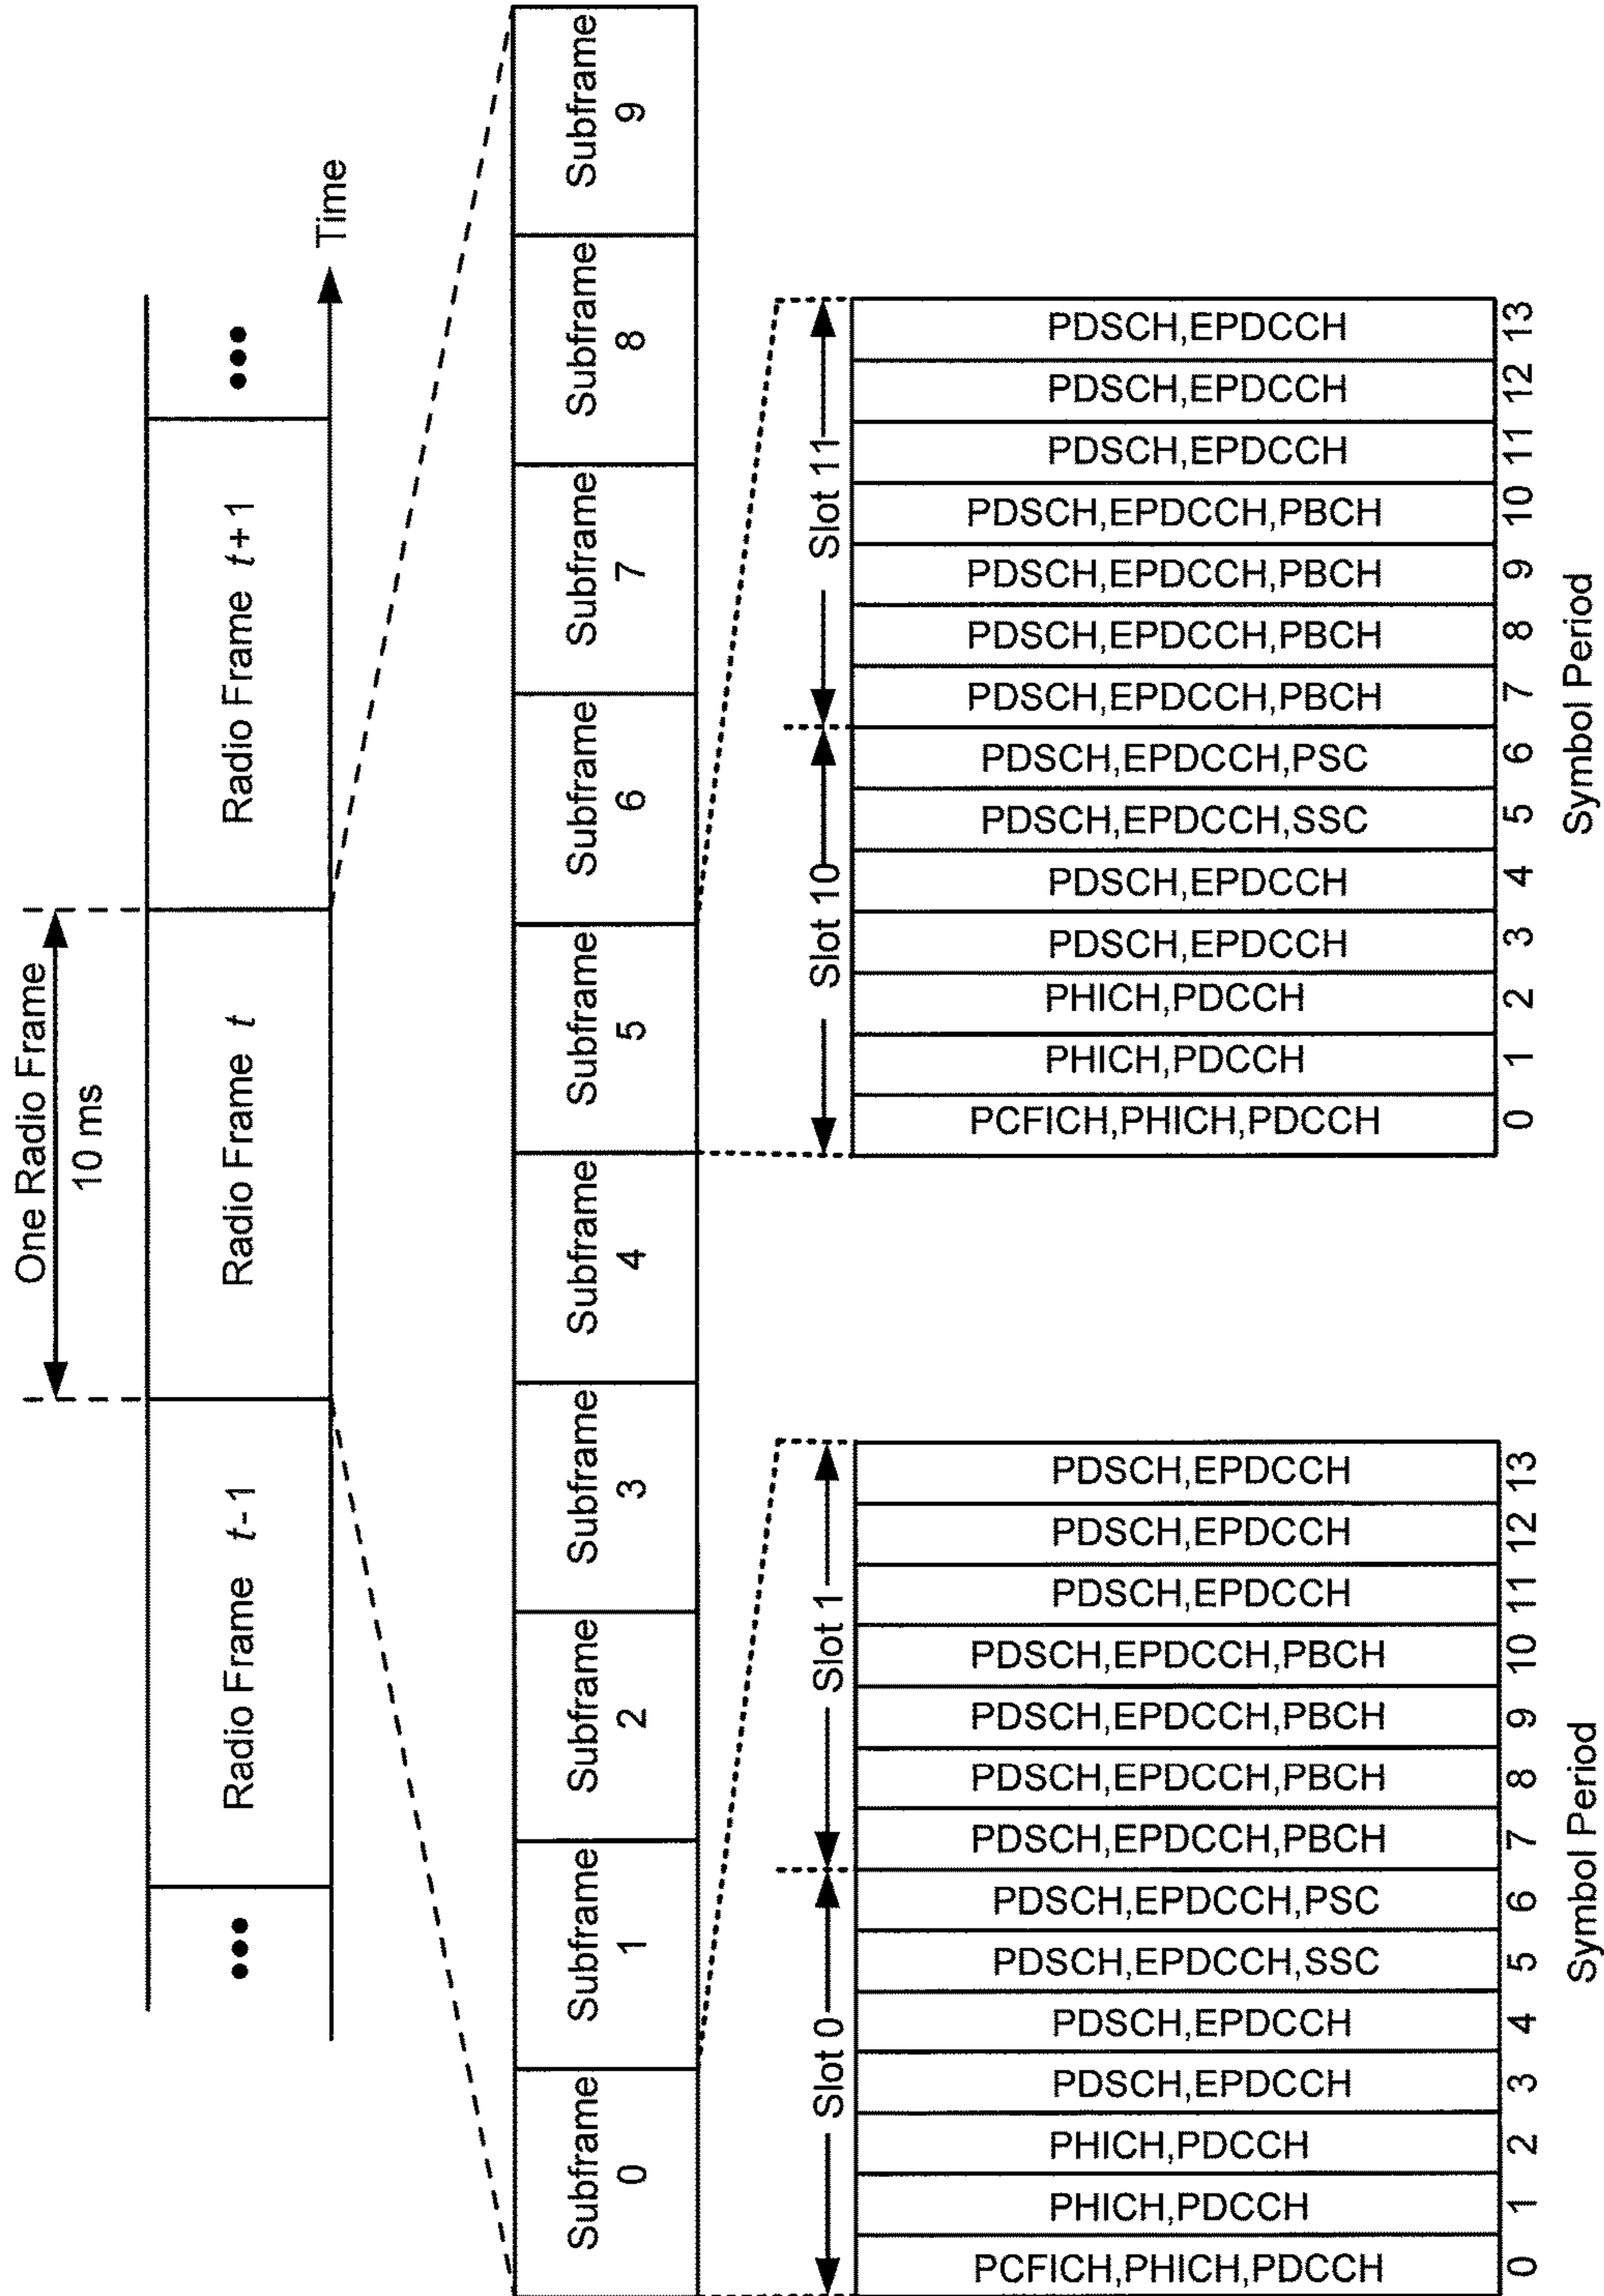 One Radio Frame
10 ms
••• Radio Frame t-1 Radio Frame t Radio Frame t+1 •••
Time
Subframe 0
Subframe 1
Subframe 2
Subframe 3
Subframe 4
Subframe 5
Subframe 6
Subframe 7
Subframe 8
Subframe 9
Slot 0
Slot 1
PCFICH,PHICH,PDCCH
PHICH,PDCCH
PHICH,PDCCH
PDSCH,EPDCCH
PDSCH,EPDCCH
PDSCH,EPDCCH,SSC
PDSCH,EPDCCH,PSC
PDSCH,EPDCCH,PBCH
PDSCH,EPDCCH,PBCH
PDSCH,EPDCCH,PBCH
PDSCH,EPDCCH,PBCH
PDSCH,EPDCCH
PDSCH,EPDCCH
PDSCH,EPDCCH
0 1 2 3 4 5 6 7 8 9 10 11 12 13
Symbol Period
Slot 10
Slot 11
PCFICH,PHICH,PDCCH
PHICH,PDCCH
PHICH,PDCCH
PDSCH,EPDCCH
PDSCH,EPDCCH
PDSCH,EPDCCH,SSC
PDSCH,EPDCCH,PSC
PDSCH,EPDCCH,PBCH
PDSCH,EPDCCH,PBCH
PDSCH,EPDCCH,PBCH
PDSCH,EPDCCH,PBCH
PDSCH,EPDCCH
PDSCH,EPDCCH
PDSCH,EPDCCH
0 1 2 3 4 5 6 7 8 9 10 11 12 13
Symbol Period